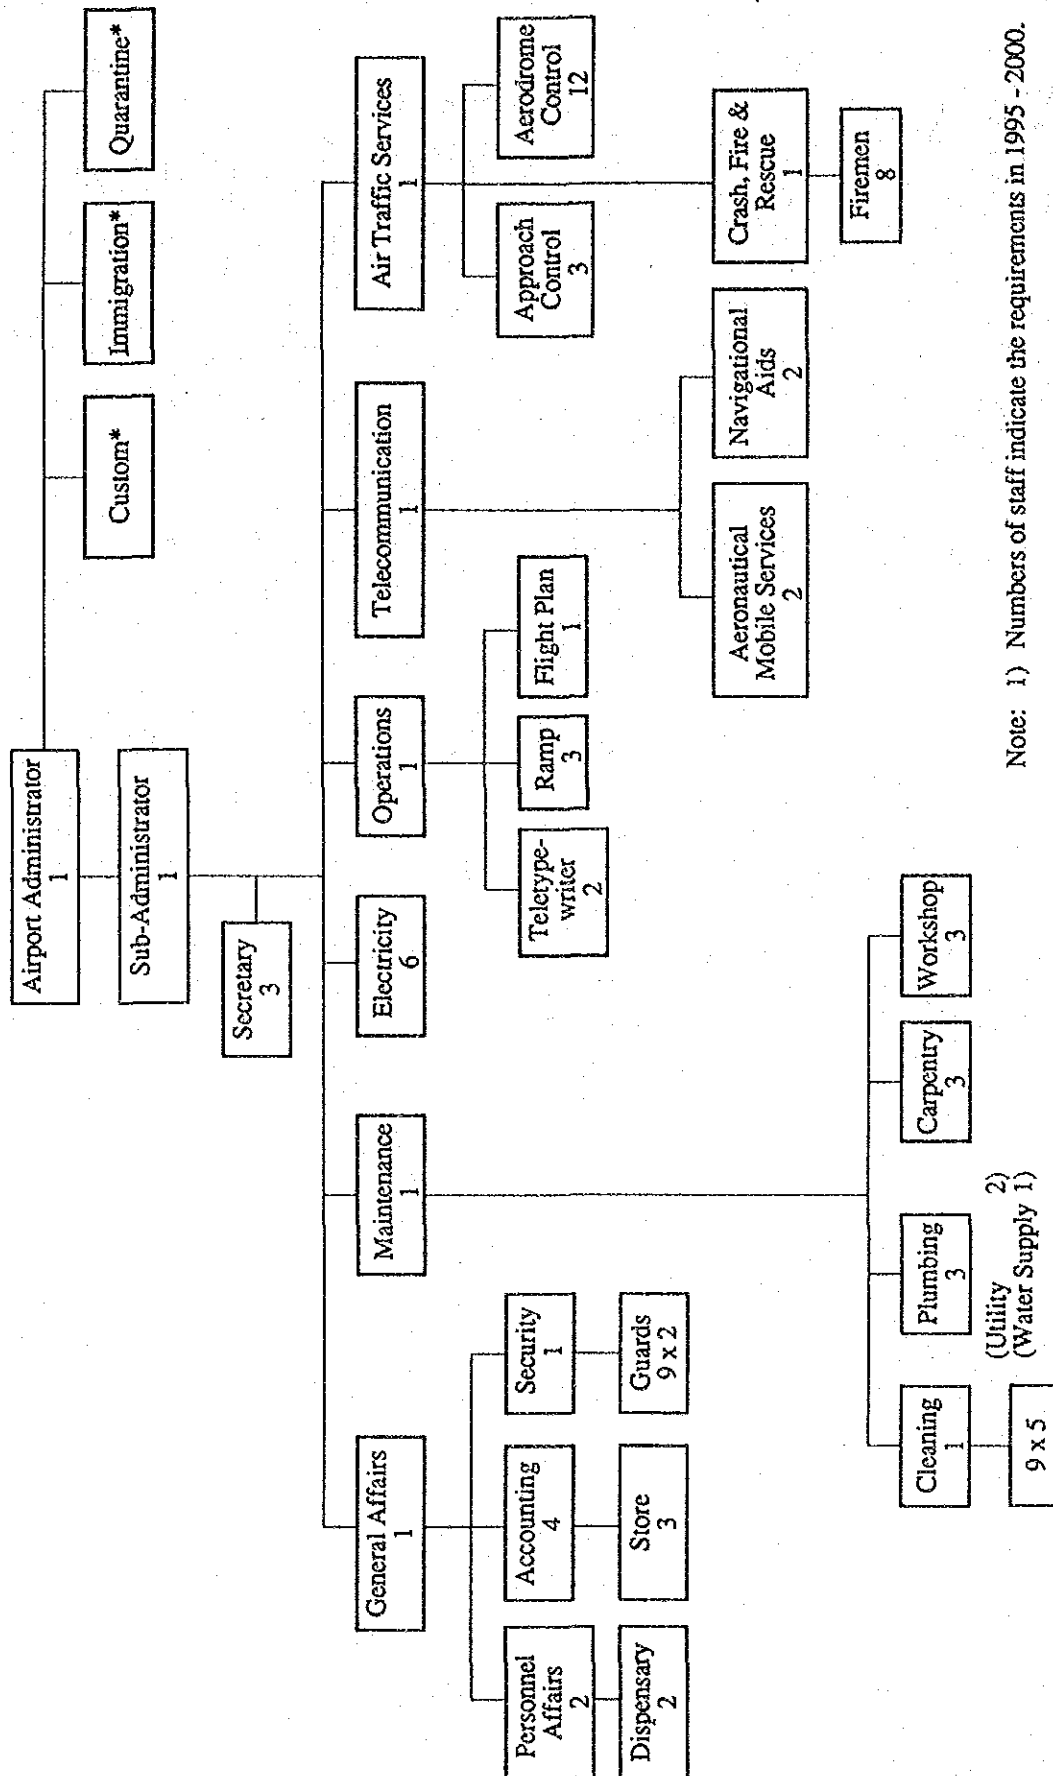 Airport Administrator
1
Custom*
Immigration*
Quarantine*
Sub-Administrator
1
Secretary
3
General Affairs
1
Maintenance
1
Electricity
6
Operations
1
Telecommunication
1
Air Traffic Services
1
Personnel
Affairs
2
Accounting
4
Security
1
Teletype-
writer
2
Ramp
3
Flight Plan
1
Approach
Control
3
Aerodrome
Control
12
Dispensary
2
Store
3
Guards
9 x 2
Aeronautical
Mobile Services
2
Navigational
Aids
2
Crash, Fire &
Rescue
1
Firemen
8
Cleaning
1
Plumbing
3
Carpentry
3
Workshop
3
(Utility 2)
(Water Supply 1)
9 x 5
Note: 1) Numbers of staff indicate the requirements in 1995 - 2000.